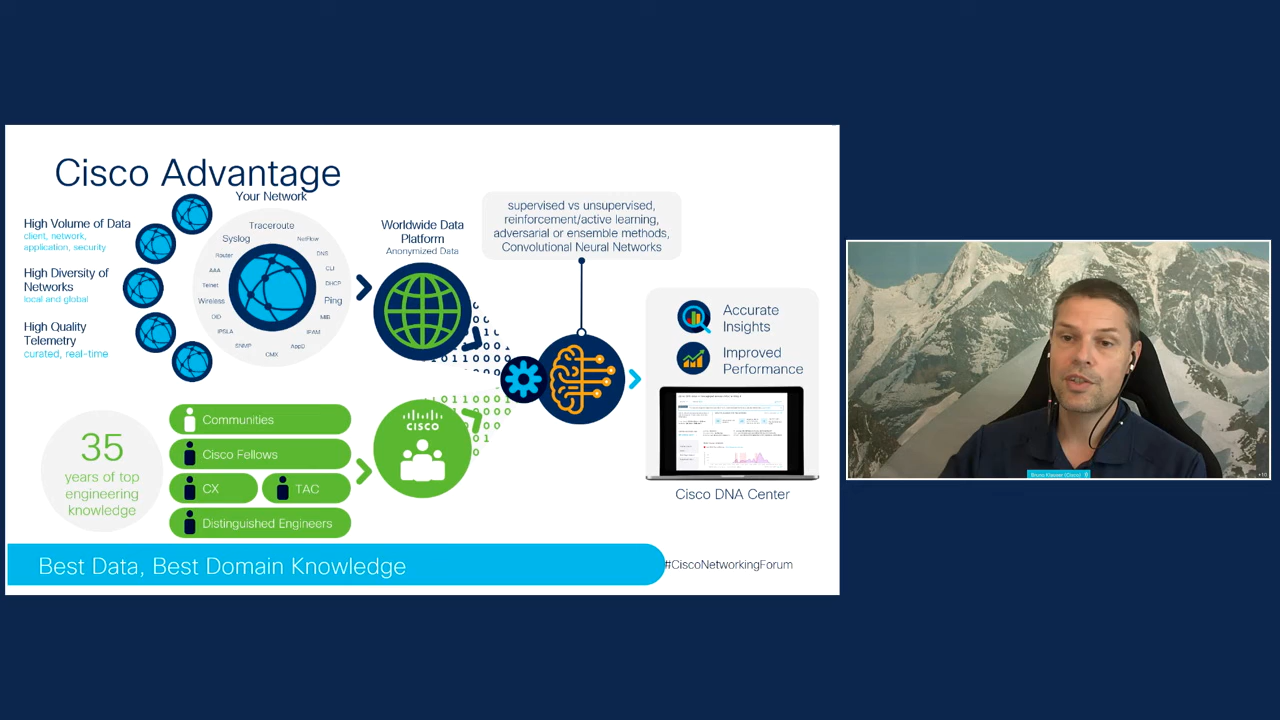 Cisco Advantage
High Volume of Data
client, network,
application, security
High Diversity of
Networks
local and global
High Quality
Telemetry
curated, real-time
Your Network
Traceroute
Syslog
NetFlow
Router
DNS
AAA
CLI
Telnet
DHCP
Wireless
Ping
OID
MIB
IPSLA
IPAM
SNMP
AppD
CMX
Worldwide Data
Platform
Anonymized Data
supervised vs unsupervised,
reinforcement/active learning,
adversarial or ensemble methods,
Convolutional Neural Networks
Accurate
Insights
Improved
Performance
Cisco DNA Center
35
years of top
engineering
knowledge
Communities
Cisco Fellows
CX
TAC
Distinguished Engineers
CISCO
Best Data, Best Domain Knowledge
#CiscoNetworkingForum
Bruno Klauser (Cisco)